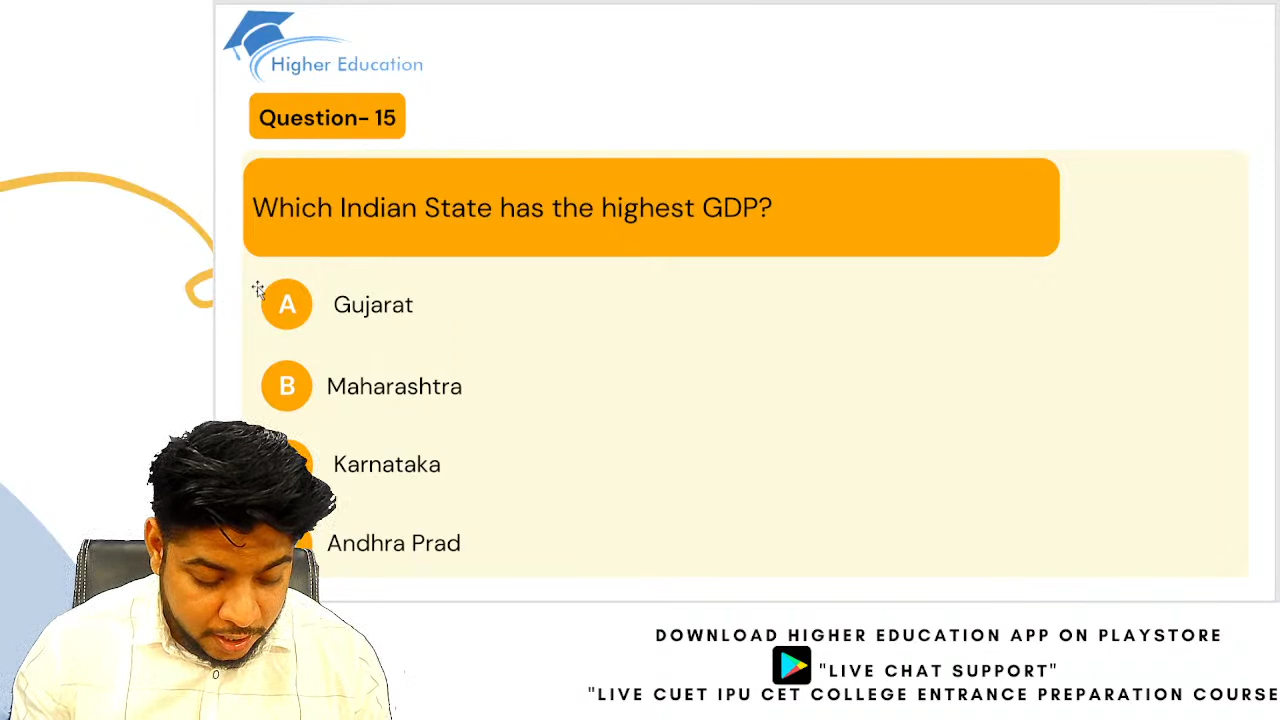 Higher Education
Question- 15
Which Indian State has the highest GDP?
A Gujarat
B Maharashtra
Karnataka
Andhra Prad
DOWNLOAD HIGHER EDUCATION APP ON PLAYSTORE
"LIVE CHAT SUPPORT"
"LIVE CUET IPU CET COLLEGE ENTRANCE PREPARATION COURSE